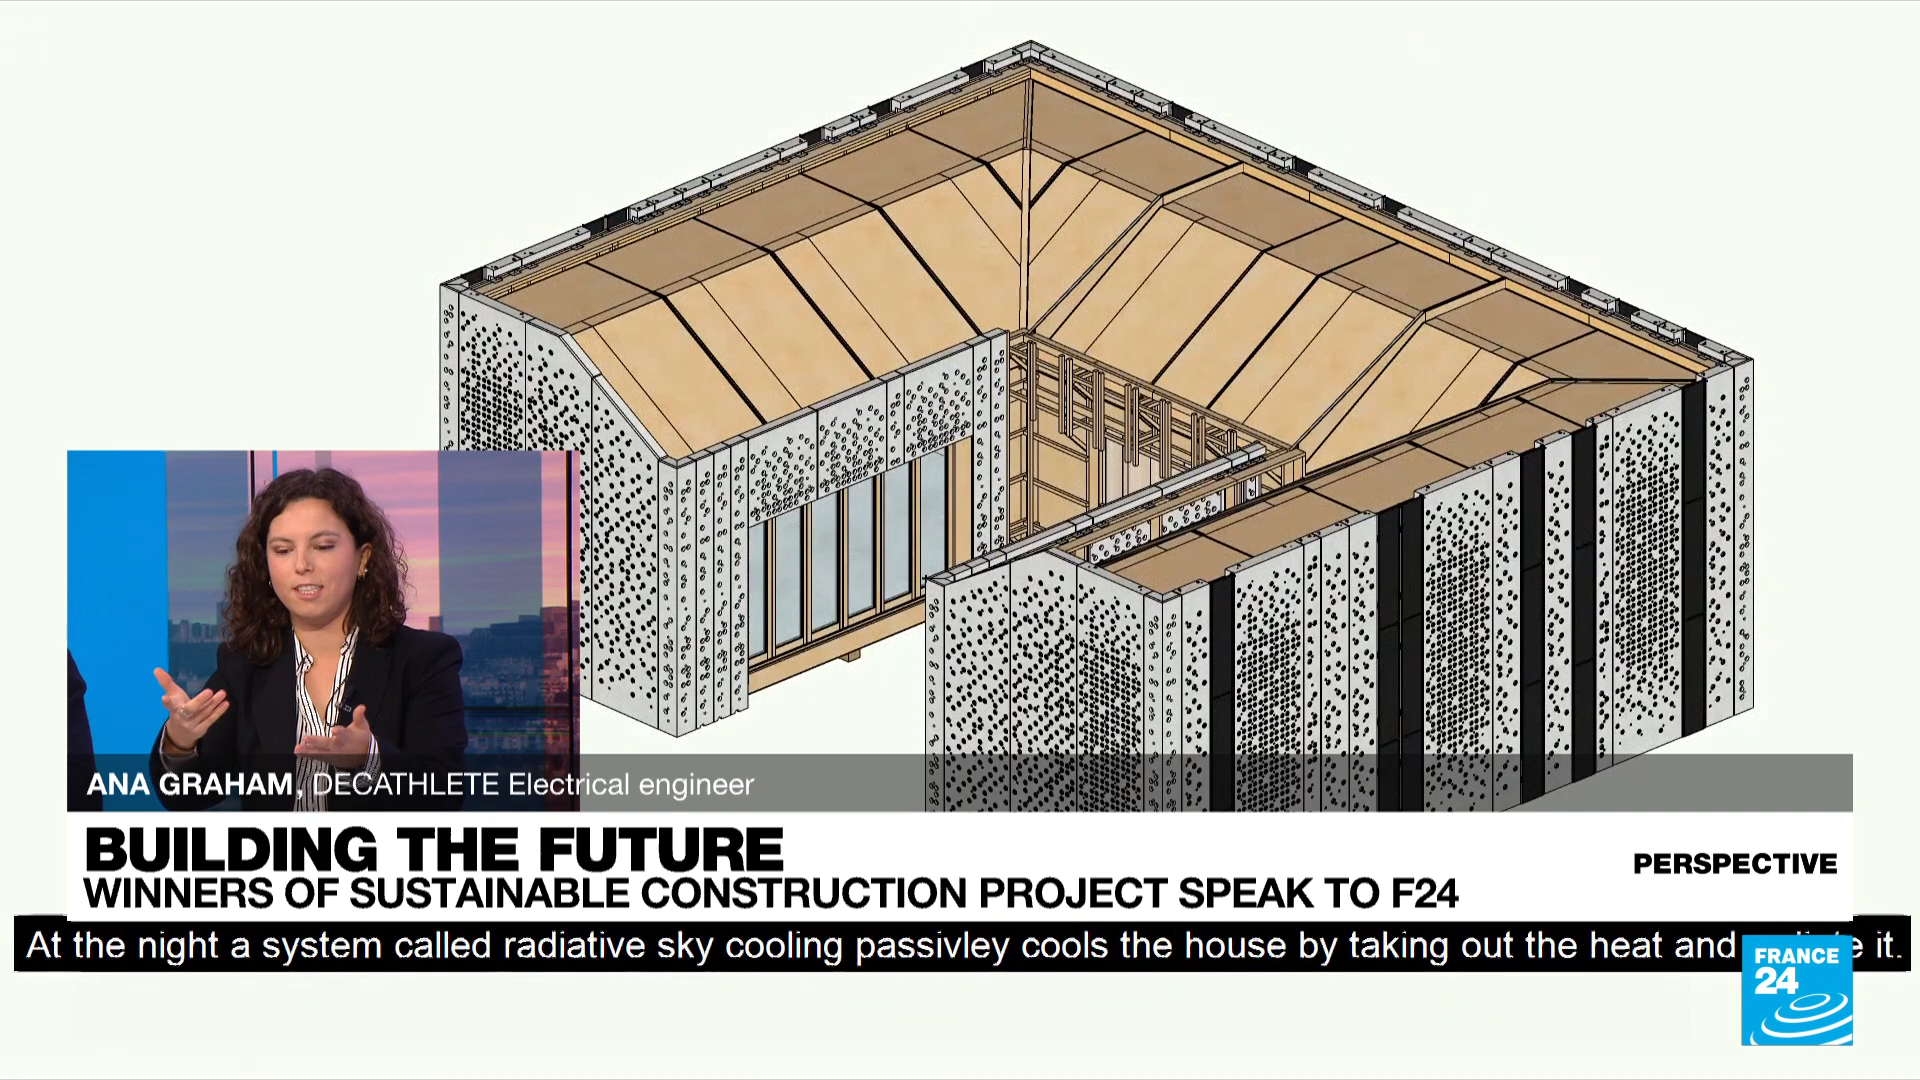 ANA GRAHAM, DECATHLETE Electrical engineer
BUILDING THE FUTURE
WINNERS OF SUSTAINABLE CONSTRUCTION PROJECT SPEAK TO F24
PERSPECTIVE
At the night a system called radiative sky cooling passivley cools the house by taking out the heat and it.
FRANCE
24